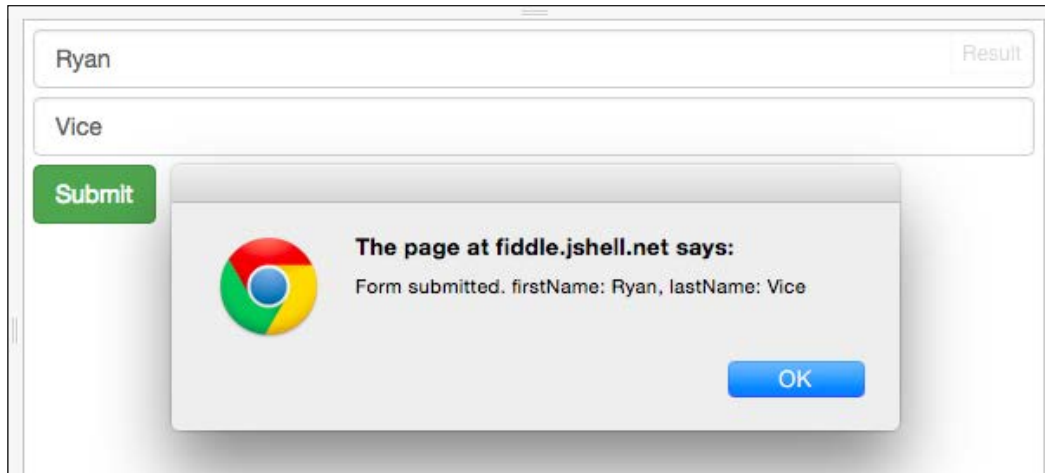 Ryan
Result
Vice
Submit
The page at fiddle.jshell.net says:
Form submitted. firstName: Ryan, lastName: Vice
OK